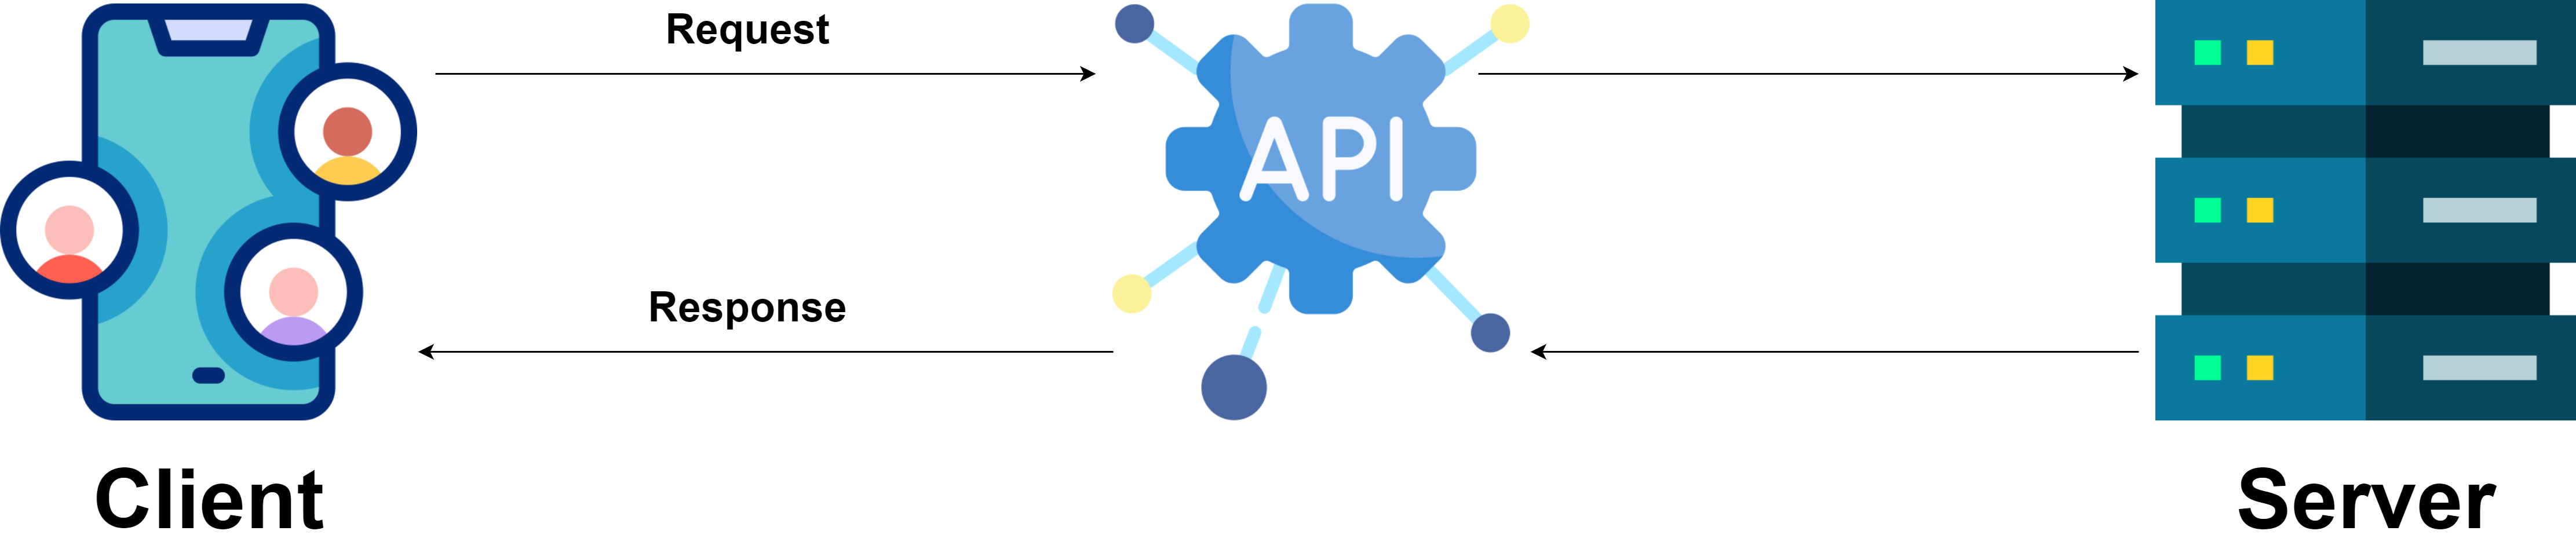 Request
API
Response
Client
Server